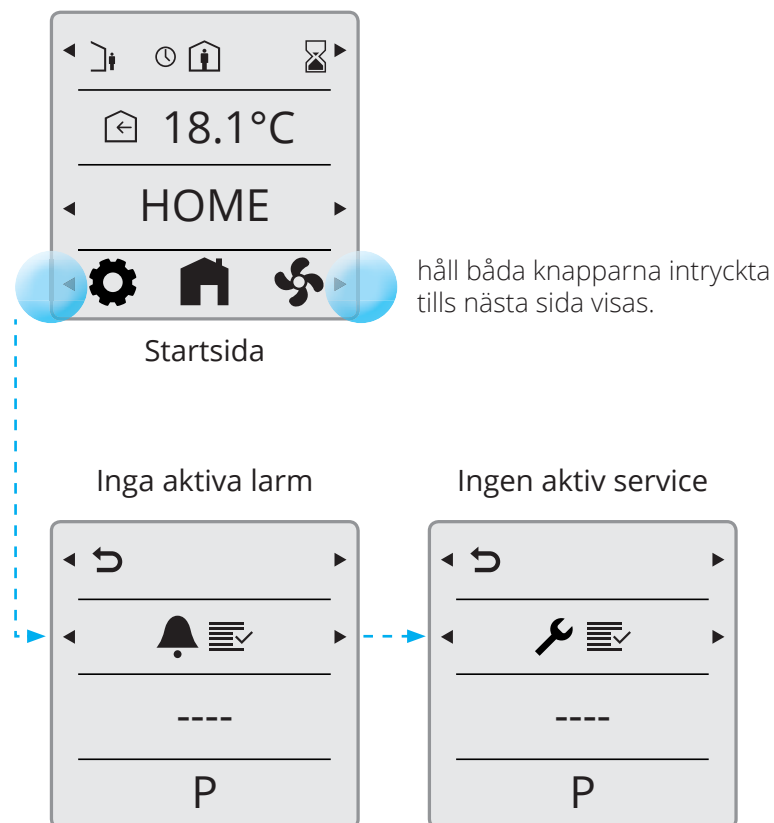 18.1°C
HOME
håll båda knapparna intryckta
tills nästa sida visas.
Startsida
Inga aktiva larm
Ingen aktiv service
----
----
P
P